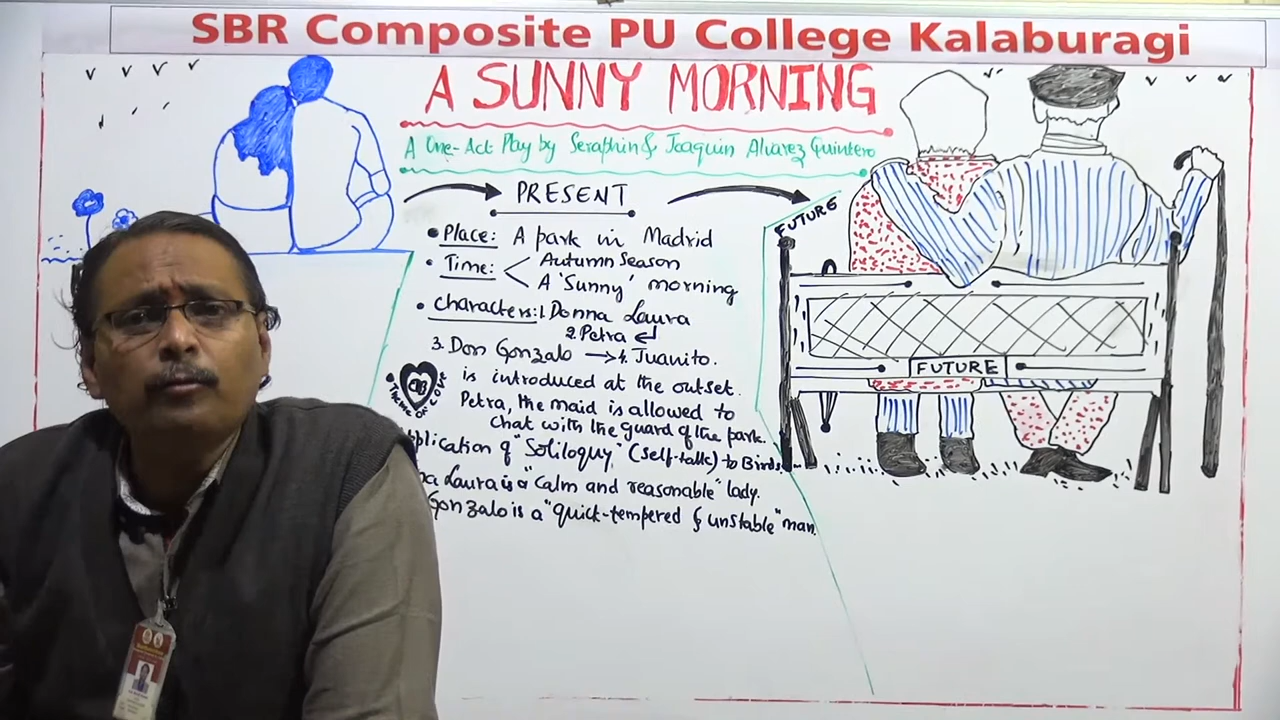 SBR Composite PU College Kalaburagi
A SUNNY MORNING
A One-Act Play by Seraphin & Joaquin Alvarez Quintero
PRESENT
• Place: A park in Madrid
• Time: Autumn Season
A 'Sunny' morning
• Characters: 1. Donna Laura
2. Petra
3. Don Gonzalo → 4. Juanito.
• Theme of Love
is introduced at the outset.
Petra, the maid is allowed to
chat with the guard of the park.
pplication of "Soliloquy" (self-talk) to Birds...
na Laura is a "Calm and reasonable" lady.
Gonzalo is a "quick-tempered & unstable" man.
FUTURE
FUTURE